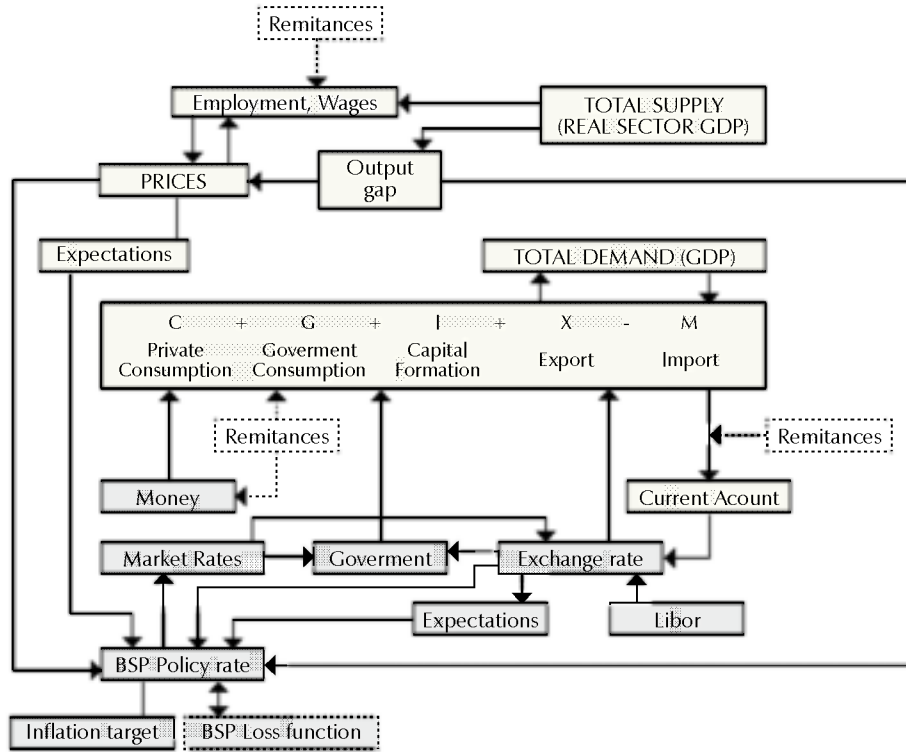 Remitances
Employment, Wages
TOTAL SUPPLY
(REAL SECTOR GDP)
PRICES
Output
gap
Expectations
TOTAL DEMAND (GDP)
C + G + I + X - M
Private
Consumption
Goverment
Consumption
Capital
Formation
Export
Import
Remitances
Remitances
Money
Current Acount
Market Rates
Goverment
Exchange rate
Expectations
Libor
BSP Policy rate
Inflation target
BSP Loss function